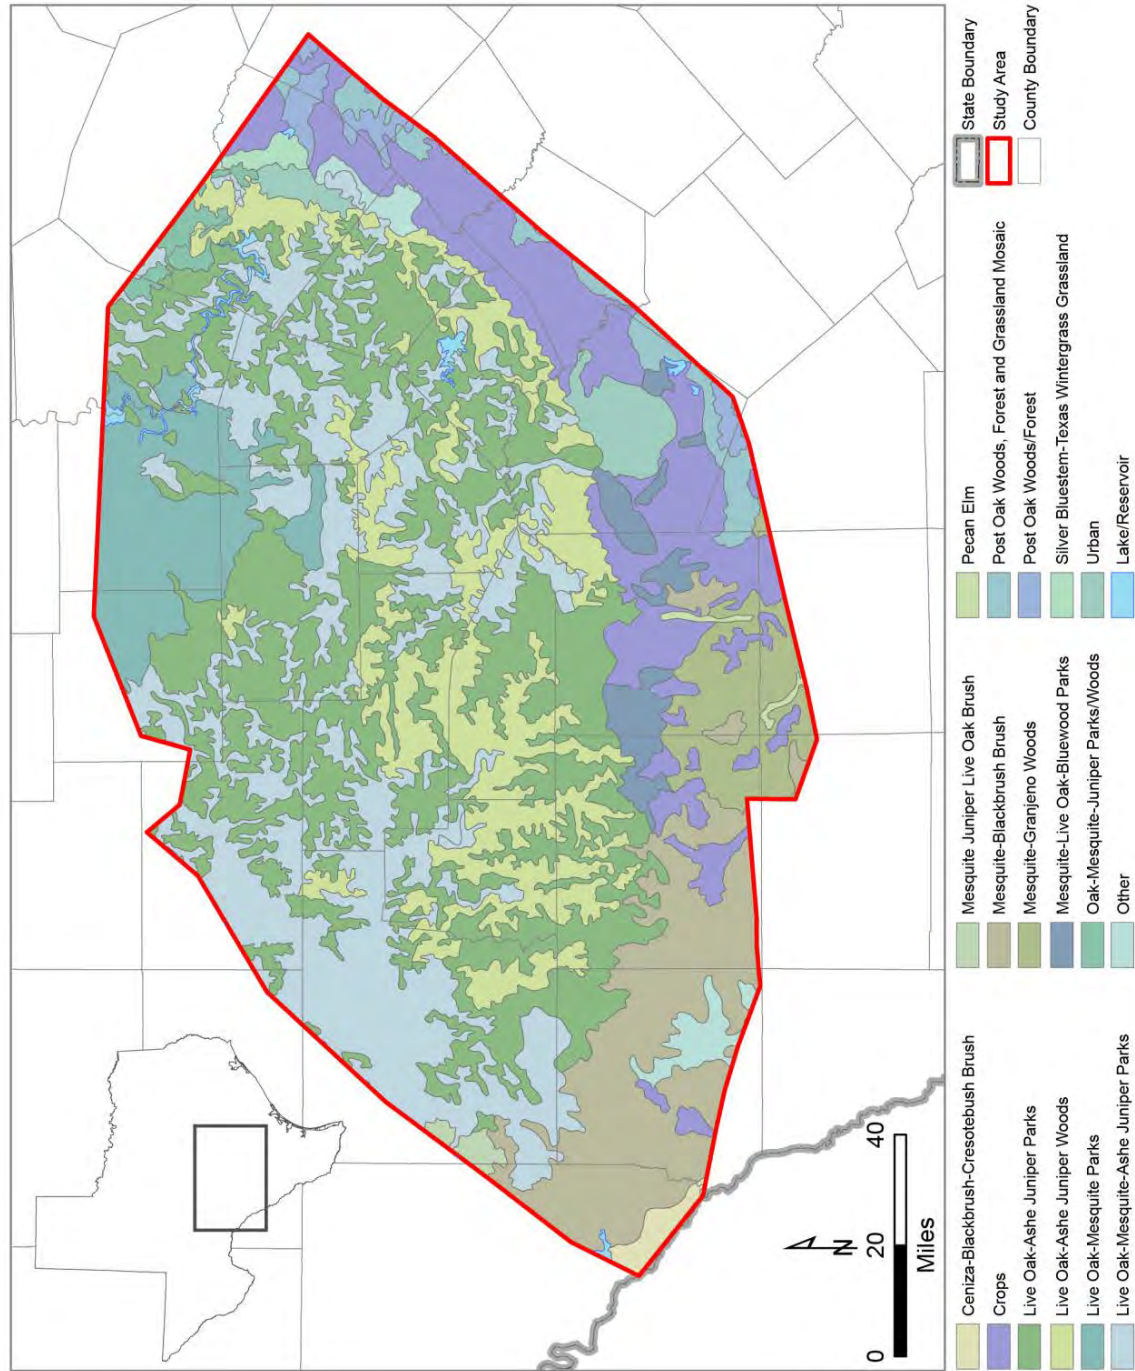 N
0 20 40
Miles
Ceniza-Blackbrush-Cresotebush Brush
Crops
Live Oak-Ashe Juniper Parks
Live Oak-Ashe Juniper Woods
Live Oak-Mesquite Parks
Live Oak-Mesquite-Ashe Juniper Parks
Mesquite Juniper Live Oak Brush
Mesquite-Blackbrush Brush
Mesquite-Granjeno Woods
Mesquite-Live Oak-Bluewood Parks
Oak-Mesquite-Juniper Parks/Woods
Other
Pecan Elm
Post Oak Woods, Forest and Grassland Mosaic
Post Oak Woods/Forest
Silver Bluestem-Texas Wintergrass Grassland
Urban
Lake/Reservoir
State Boundary
Study Area
County Boundary